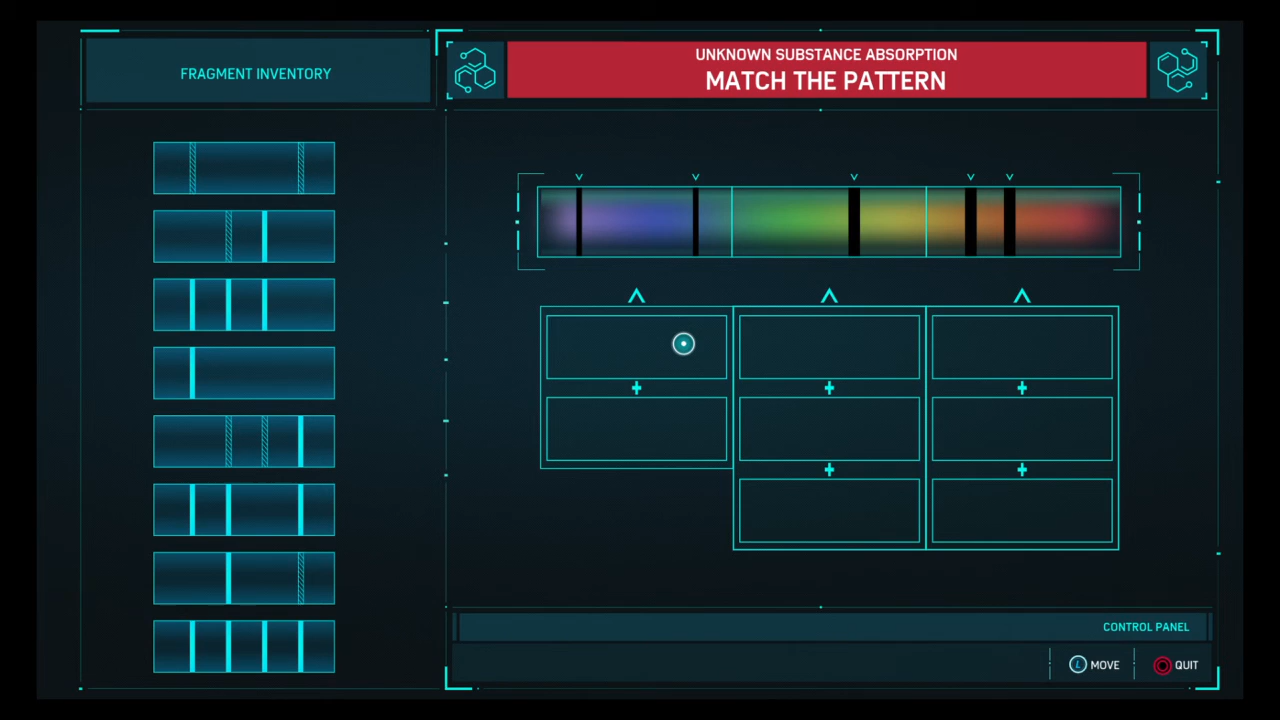 FRAGMENT INVENTORY
UNKNOWN SUBSTANCE ABSORPTION
MATCH THE PATTERN
CONTROL PANEL
L MOVE
QUIT